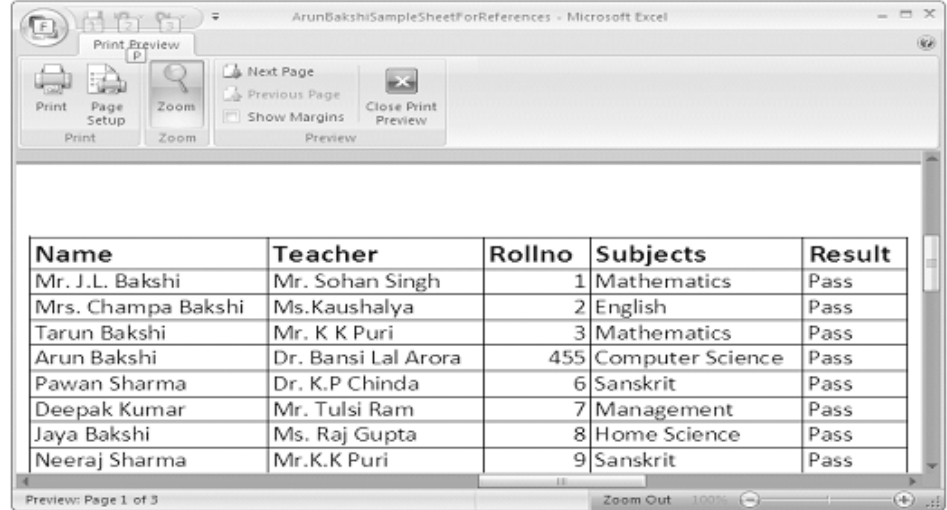 ArunBakshiSampleSheetForReferences - Microsoft Excel
F 1 2 3
Print Preview
P
Print
Page Setup
Zoom
Next Page
Previous Page
Show Margins
Close Print Preview
Print Zoom Preview
Name Teacher Rollno Subjects Result
Mr. J.L. Bakshi Mr. Sohan Singh 1 Mathematics Pass
Mrs. Champa Bakshi Ms.Kaushalya 2 English Pass
Tarun Bakshi Mr. K K Puri 3 Mathematics Pass
Arun Bakshi Dr. Bansi Lal Arora 455 Computer Science Pass
Pawan Sharma Dr. K.P Chinda 6 Sanskrit Pass
Deepak Kumar Mr. Tulsi Ram 7 Management Pass
Jaya Bakshi Ms. Raj Gupta 8 Home Science Pass
Neeraj Sharma Mr.K.K Puri 9 Sanskrit Pass
Preview: Page 1 of 3 Zoom Out 100%